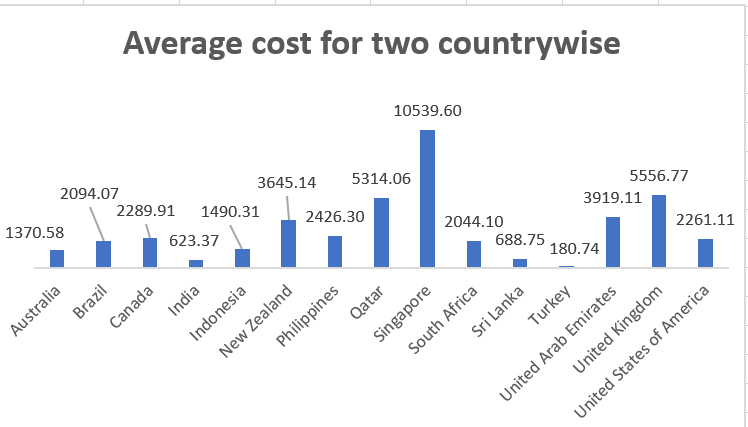 Average cost for two countrywise
1370.58
2094.07
2289.91
623.37
1490.31
3645.14
2426.30
5314.06
10539.60
2044.10
688.75
180.74
3919.11
5556.77
2261.11
Australia
Brazil
Canada
India
Indonesia
New Zealand
Philippines
Qatar
Singapore
South Africa
Sri Lanka
Turkey
United Arab Emirates
United Kingdom
United States of America